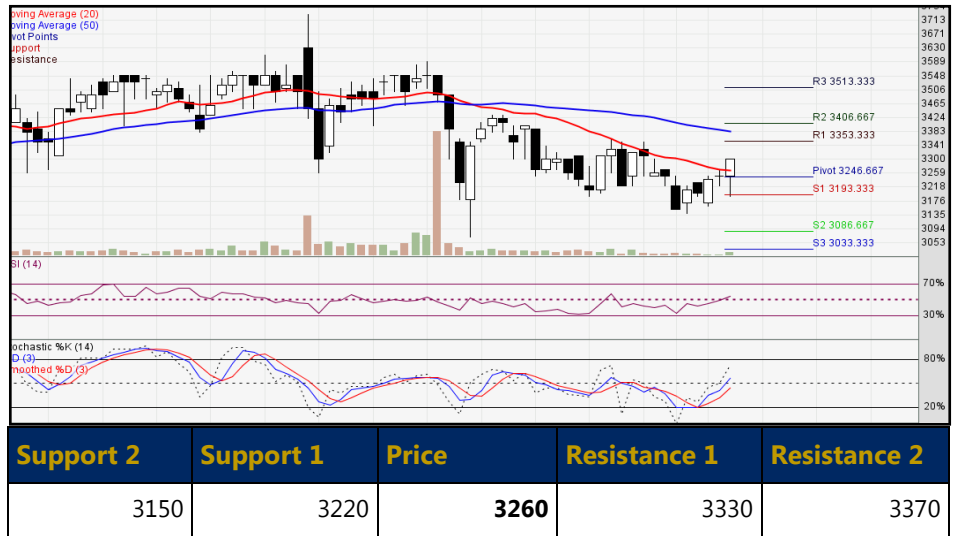 oving Average (20)
oving Average (50)
vot Points
upport
esistance
3713
3671
3630
3589
3548
3506
3465
3424
3383
3341
3300
3259
3218
3176
3135
3094
3053
R3 3513.333
R2 3406.667
R1 3353.333
Pivot 3246.667
S1 3193.333
S2 3086.667
S3 3033.333
SI (14)
70%
30%
ochastic %K (14)
D (3)
moothed %D (3)
80%
20%
Support 2 Support 1 Price Resistance 1 Resistance 2
3150 3220 3260 3330 3370